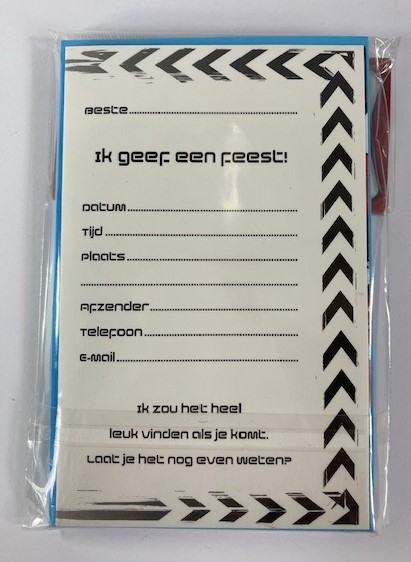 Beste
Ik geef een feest!
Datum
Tijd
Plaats
Afzender
Telefoon
E-mail
Ik zou het heel
leuk vinden als je komt.
Laat je het nog even weten?